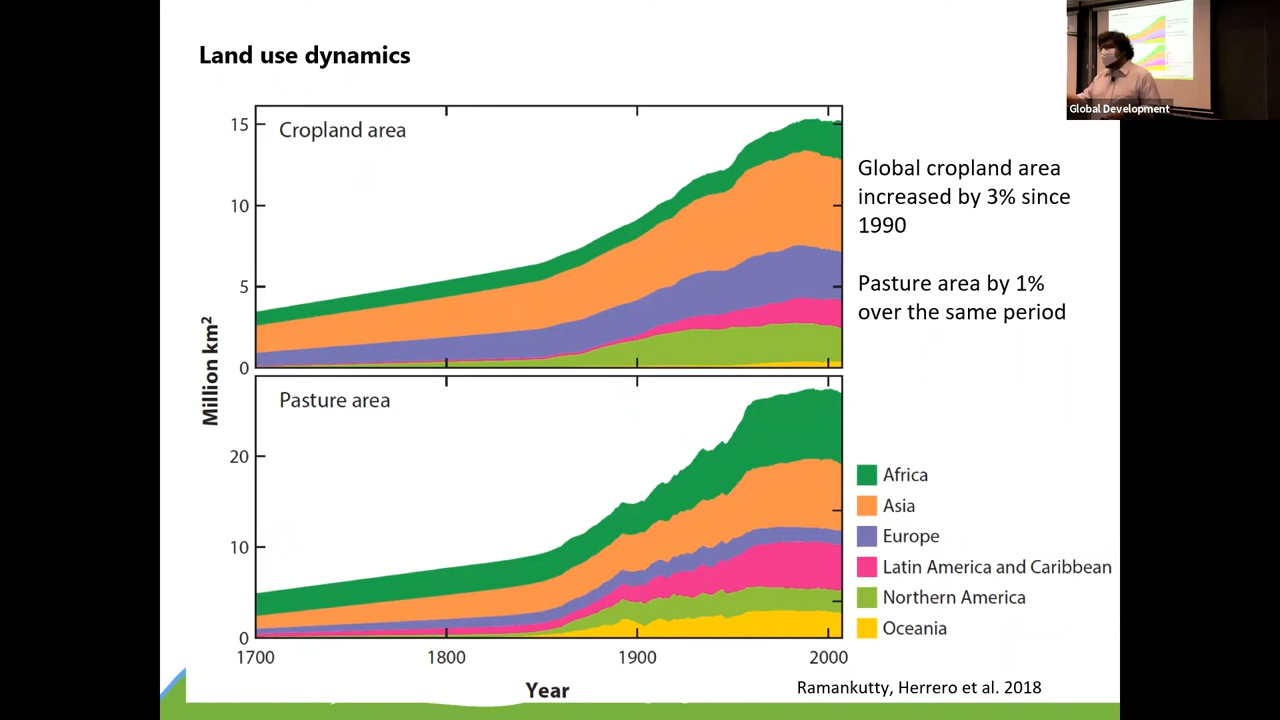 Land use dynamics
Global Development
Cropland area
15
10
5
0
Global cropland area
increased by 3% since
1990
Pasture area by 1%
over the same period
Million km²
Pasture area
20
10
0
1700
1800
1900
2000
Year
Africa
Asia
Europe
Latin America and Caribbean
Northern America
Oceania
Ramankutty, Herrero et al. 2018